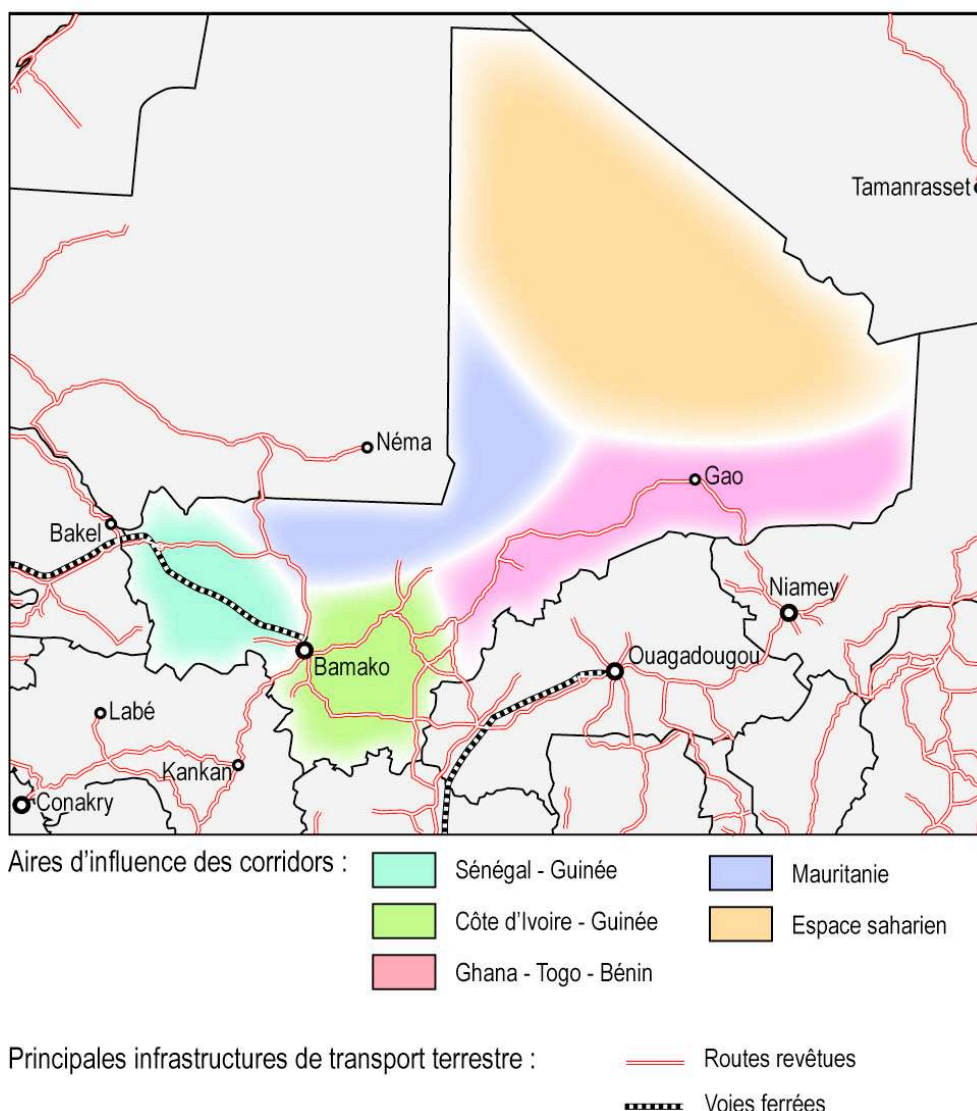 Tamanrasset
Néma
Gao
Bakel
Niamey
Bamako
Ouagadougou
Labé
Kankan
Conakry
Aires d'influence des corridors :
Sénégal - Guinée
Mauritanie
Côte d'Ivoire - Guinée
Espace saharien
Ghana - Togo - Bénin
Principales infrastructures de transport terrestre :
Routes revêtues
Voies ferrées